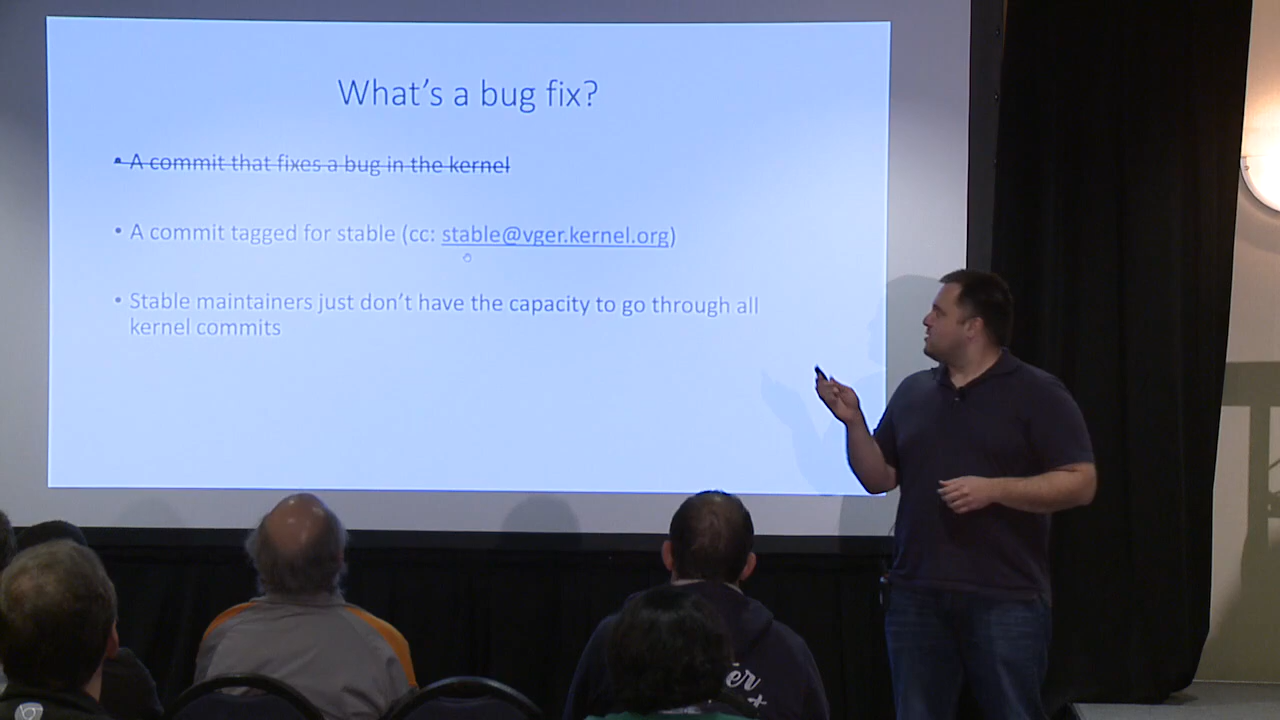 What's a bug fix?
• A commit that fixes a bug in the kernel
• A commit tagged for stable (cc: stable@vger.kernel.org)
• Stable maintainers just don't have the capacity to go through all
kernel commits